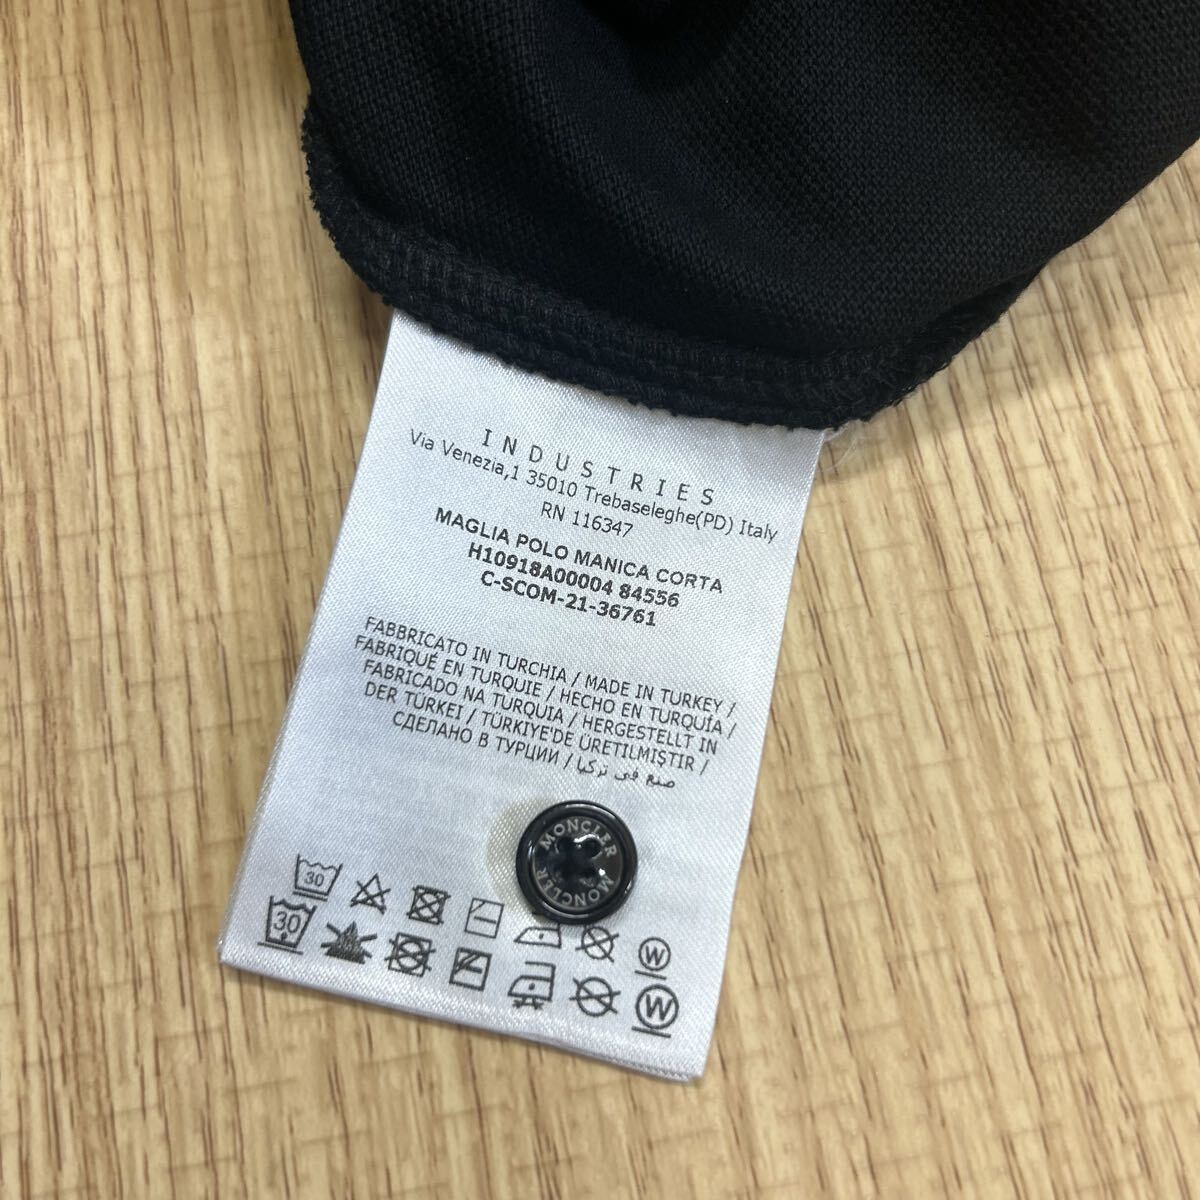 INDUSTRIES
Via Venezia,1 35010 Trebaseleghe(PD) Italy
RN 116347
MAGLIA POLO MANICA CORTA
H10918A00004 84556
C-SCOM-21-36761
FABBRICATO IN TURCHIA / MADE IN TURKEY /
FABRIQUÉ EN TURQUIE / HECHO EN TURQUÍA /
FABRICADO NA TURQUIA / HERGESTELLT IN
DER TÜRKEI / TÜRKIYE'DE ÜRETILMIŞTIR /
СДЕЛАНО В ТУРЦИИ / صنع في تركيا
MONCLER
MONCLER
30
W
30
W